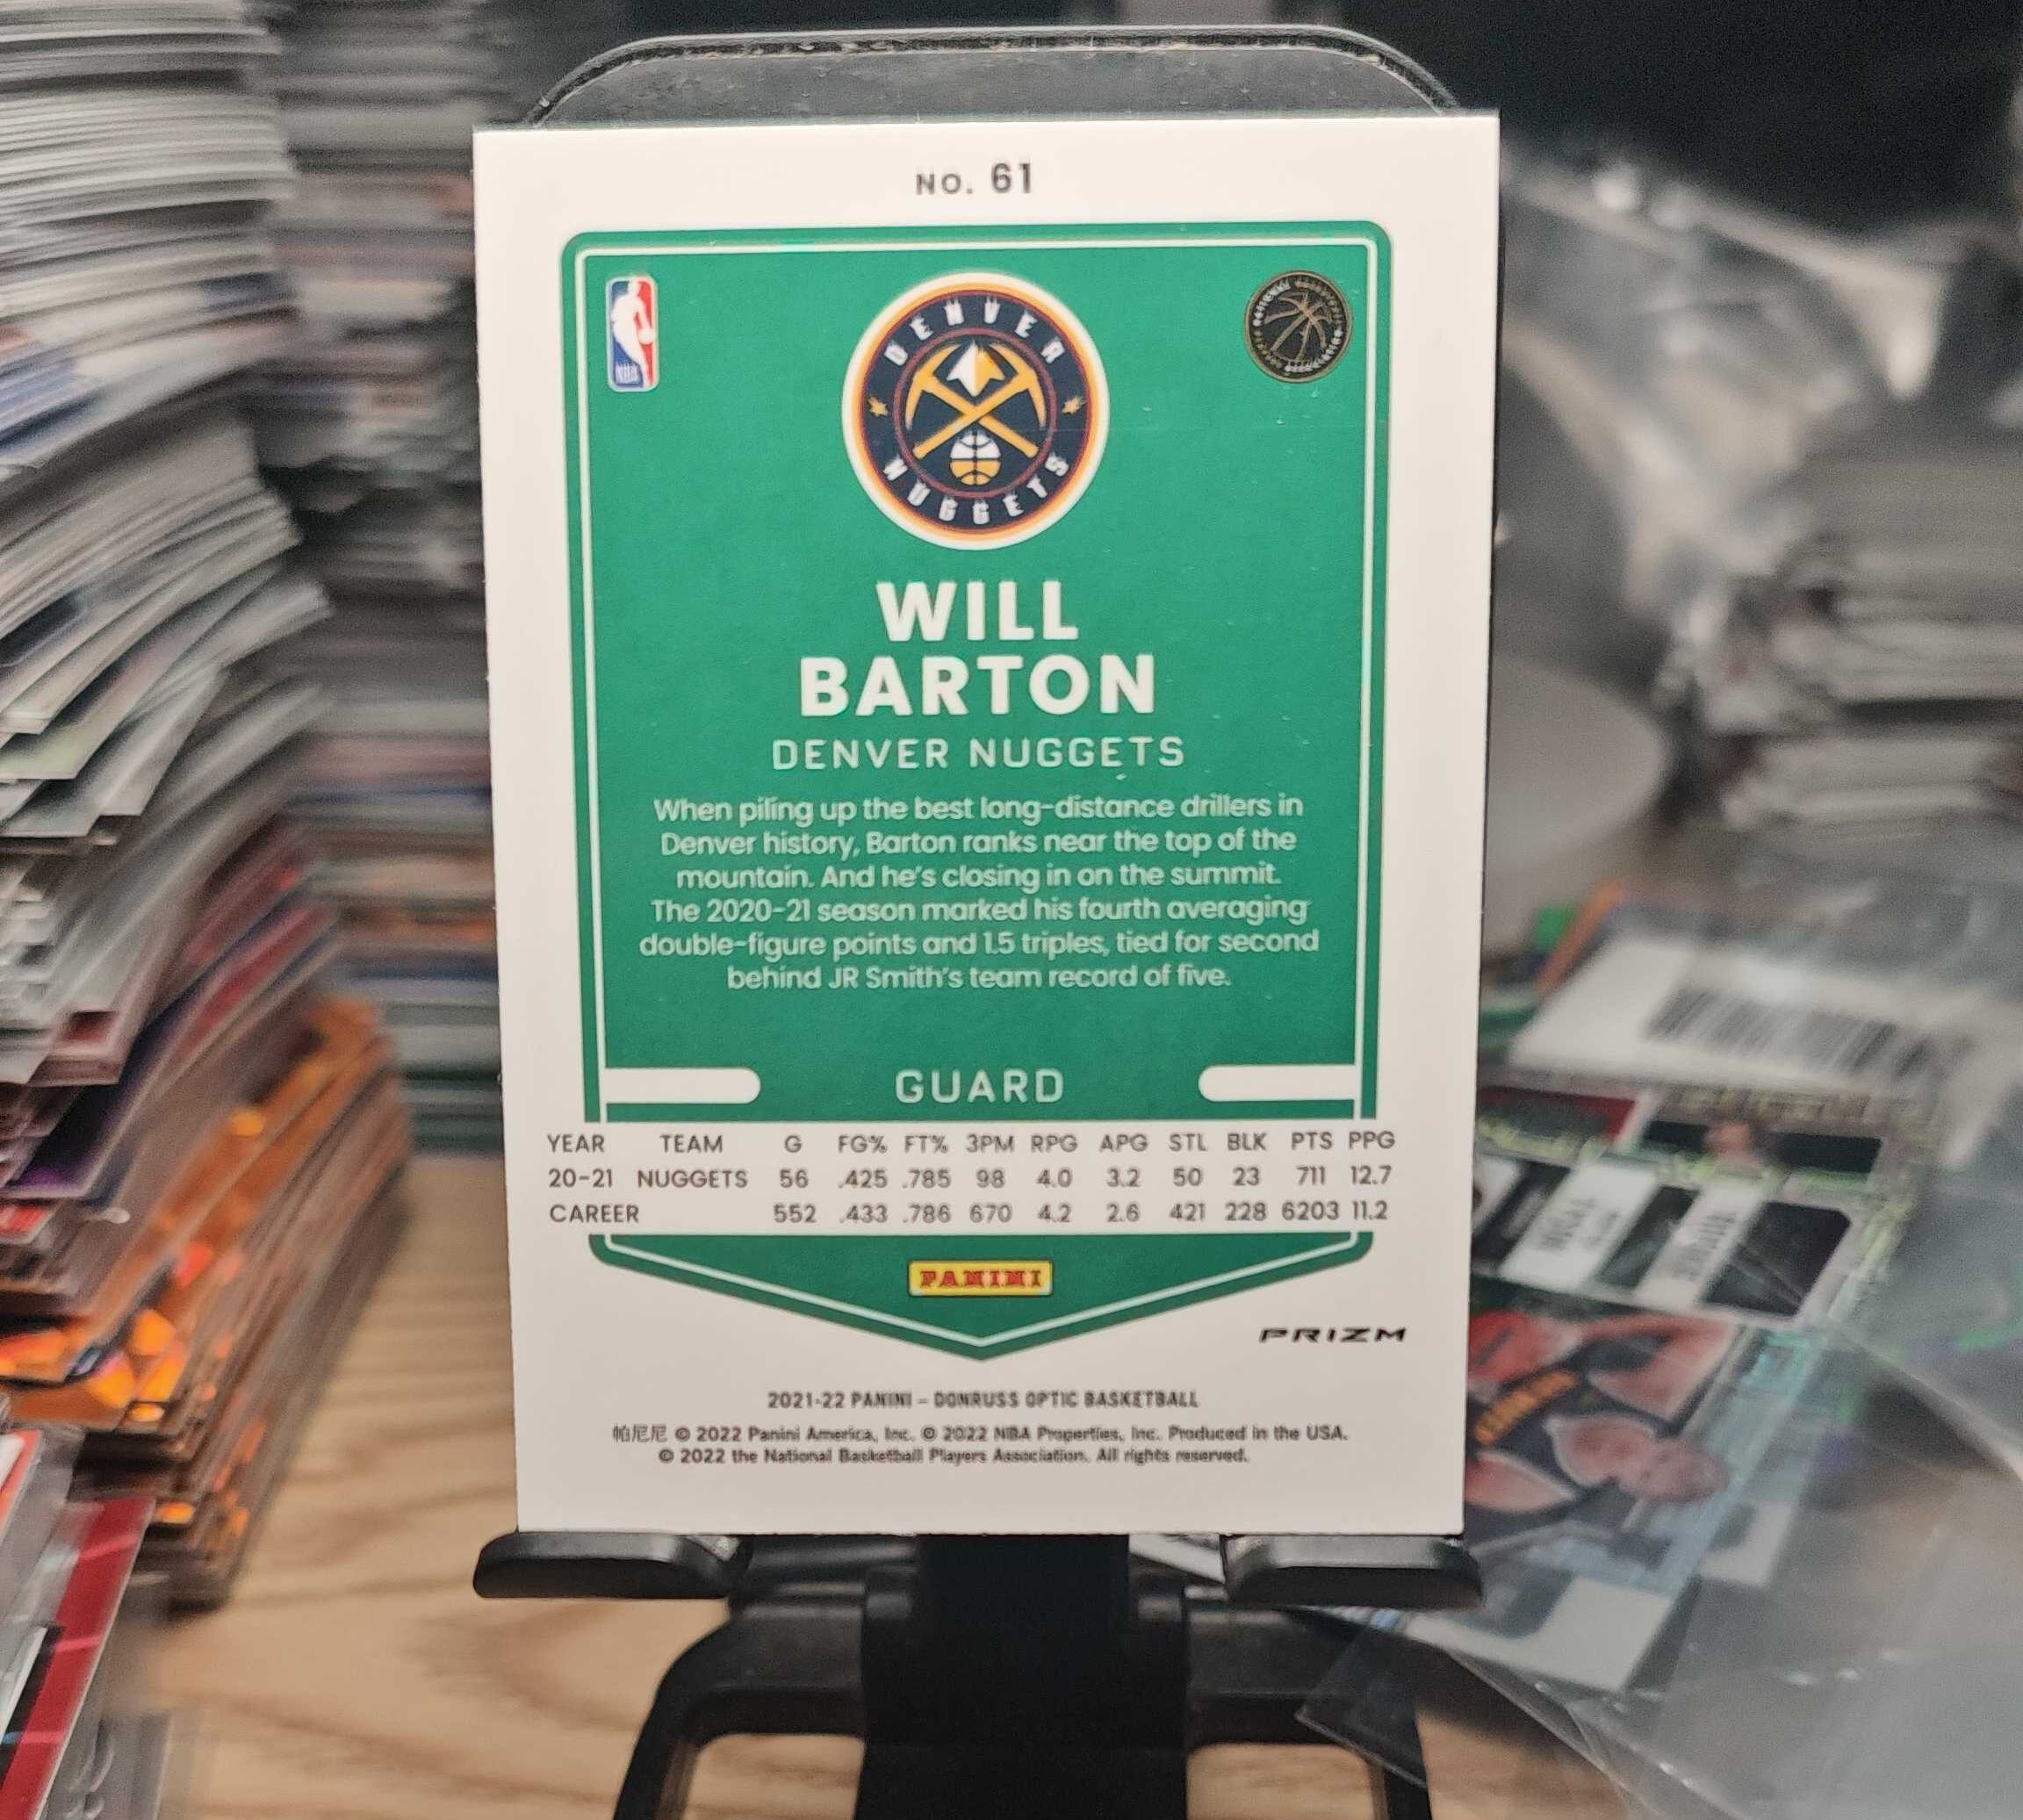 NO. 61
NBA
DENVER
NUGGETS
WILL
BARTON
DENVER NUGGETS
When piling up the best long-distance drillers in
Denver history, Barton ranks near the top of the
mountain. And he's closing in on the summit.
The 2020-21 season marked his fourth averaging
double-figure points and 1.5 triples, tied for second
behind JR Smith's team record of five.
GUARD
YEAR TEAM G FG% FT% 3PM RPG APG STL BLK PTS PPG
20-21 NUGGETS 56 .425 .785 98 4.0 3.2 50 23 711 12.7
CAREER 552 .433 .786 670 4.2 2.6 421 228 6203 11.2
PANINI
PRIZM
2021-22 PANINI – DONRUSS OPTIC BASKETBALL
帕尼尼 © 2022 Panini America, Inc. © 2022 NBA Properties, Inc. Produced in the USA.
© 2022 the National Basketball Players Association. All rights reserved.